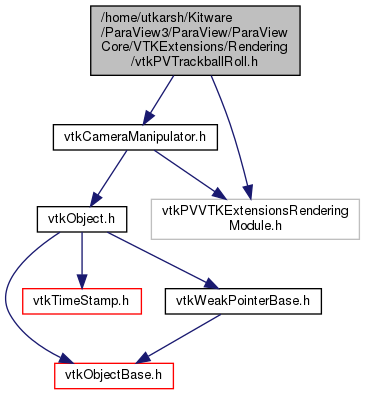 /home/utkarsh/Kitware
/ParaView3/ParaView/ParaView
Core/VTKExtensions/Rendering
/vtkPVTrackballRoll.h
vtkCameraManipulator.h
vtkObject.h
vtkPVVTKExtensionsRendering
Module.h
vtkTimeStamp.h
vtkWeakPointerBase.h
vtkObjectBase.h